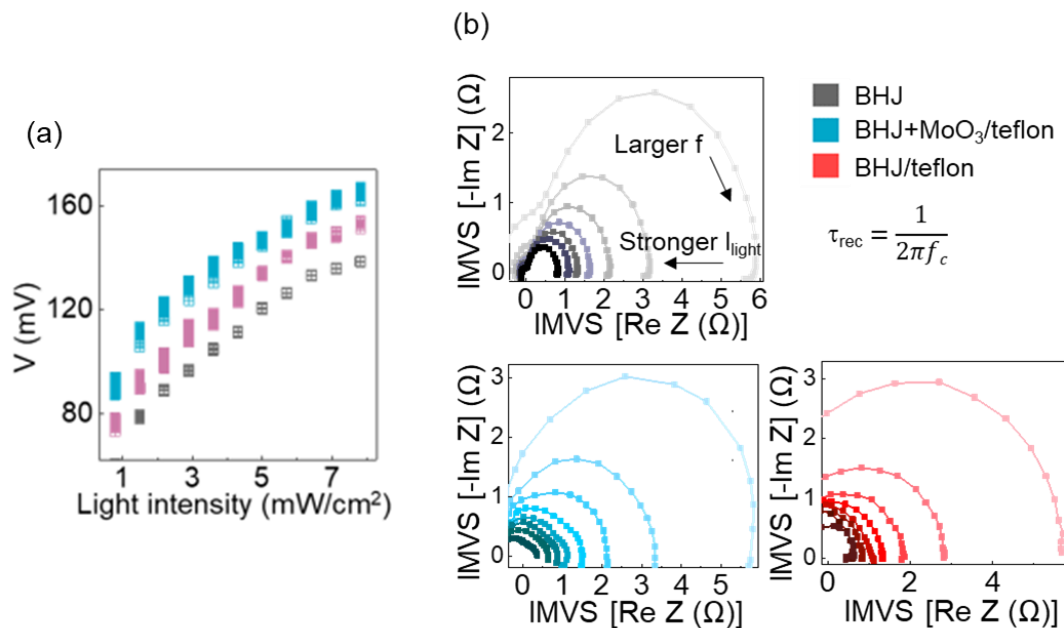 (a)
V (mV)
160
120
80
1
3
5
7
Light intensity (mW/cm²)
(b)
IMVS [-Im Z] (Ω)
2
1
0
Larger f
Stronger I_light
0 1 2 3 4 5 6
IMVS [Re Z (Ω)]
BHJ
BHJ+MoO₃/teflon
BHJ/teflon
τ_rec = 1 / 2πf_c
IMVS [-Im Z] (Ω)
3
2
1
0
0 1 2 3 4 5
IMVS [Re Z (Ω)]
IMVS [-Im Z] (Ω)
3
2
1
0
0 2 4
IMVS [Re Z (Ω)]